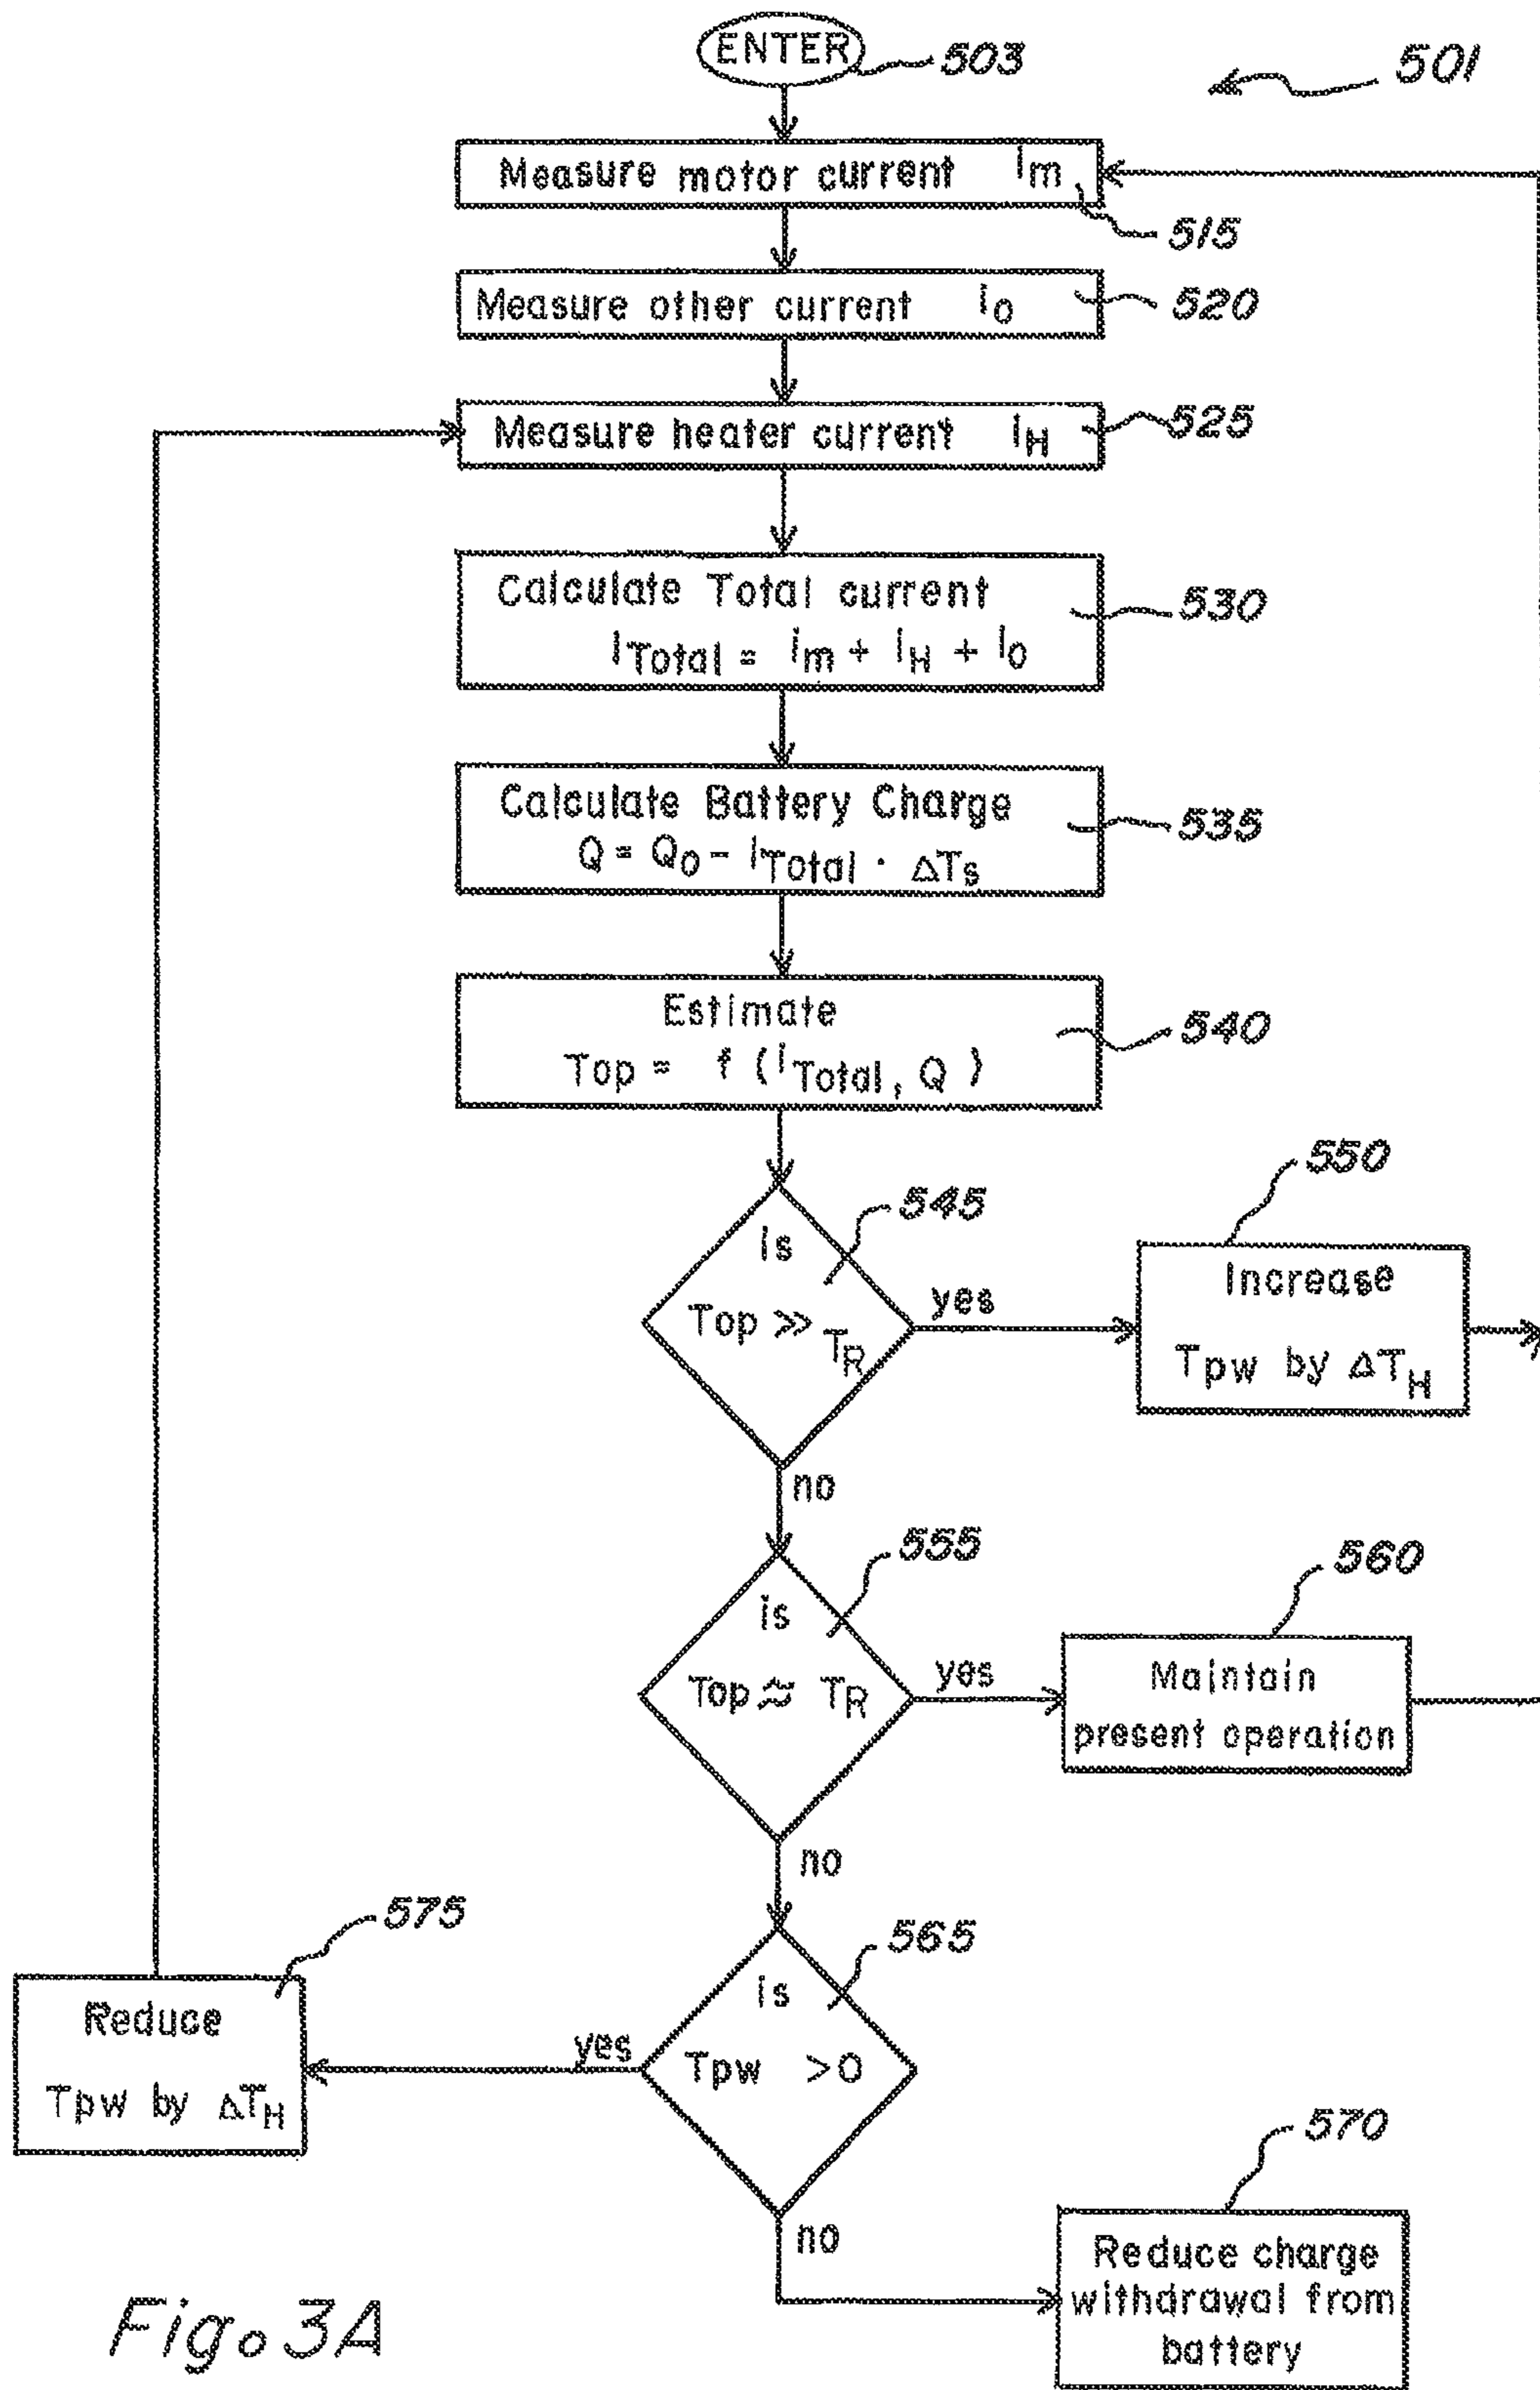 ENTER
503
501
Measure motor current Im
515
Measure other current io
520
Measure heater current IH
525
Calculate Total current
ITotal = im + IH + Io
530
Calculate Battery Charge
Q = Qo - ITotal · ΔTs
535
Estimate
Top = f (iTotal, Q )
540
545
550
Is
Top >> TR
yes
Increase
Tpw by ΔTH
no
555
560
is
Top ≈ TR
yes
Maintain
present operation
no
575
565
is
Tpw >0
yes
Reduce
Tpw by ΔTH
no
570
Reduce charge
withdrawal from
battery
Fig. 3A